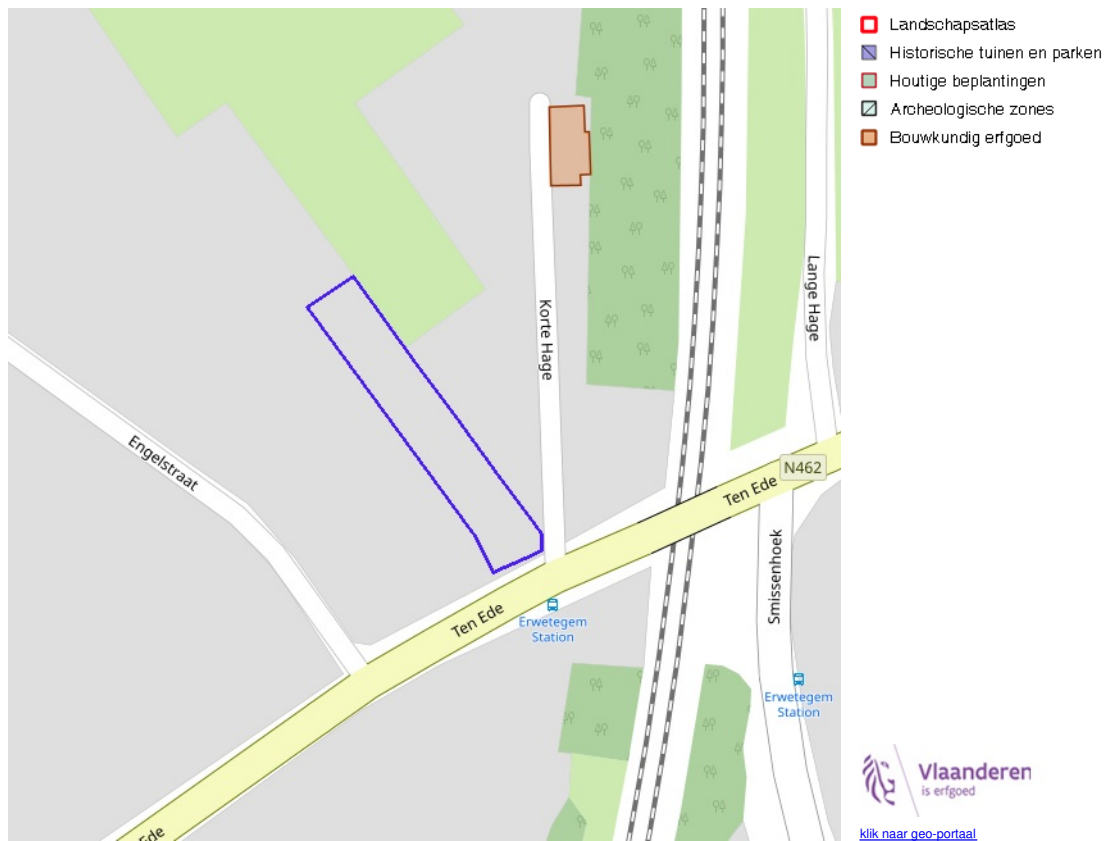 Landschapsatlas
Historische tuinen en parken
Houtige beplantingen
Archeologische zones
Bouwkundig erfgoed
Korte Hage
Lange Hage
Engelstraat
N462
Ten Ede
Smissenhoek
Ten Ede
Erwetegem
Station
Erwetegem
Station
Ede
Vlaanderen
is erfgoed
klik naar geo-portaal